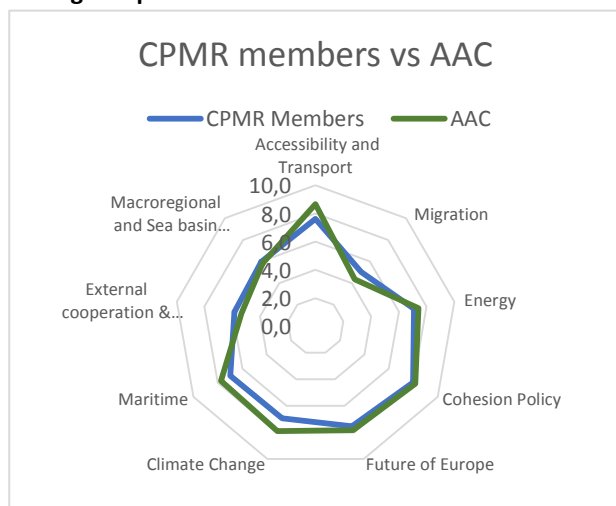 CPMR members vs AAC
CPMR Members
AAC
Accessibility and
Transport
Macroregional
and Sea basin...
Migration
External
cooperation &...
Energy
Maritime
Cohesion Policy
Climate Change
Future of Europe
10,0
8,0
6,0
4,0
2,0
0,0